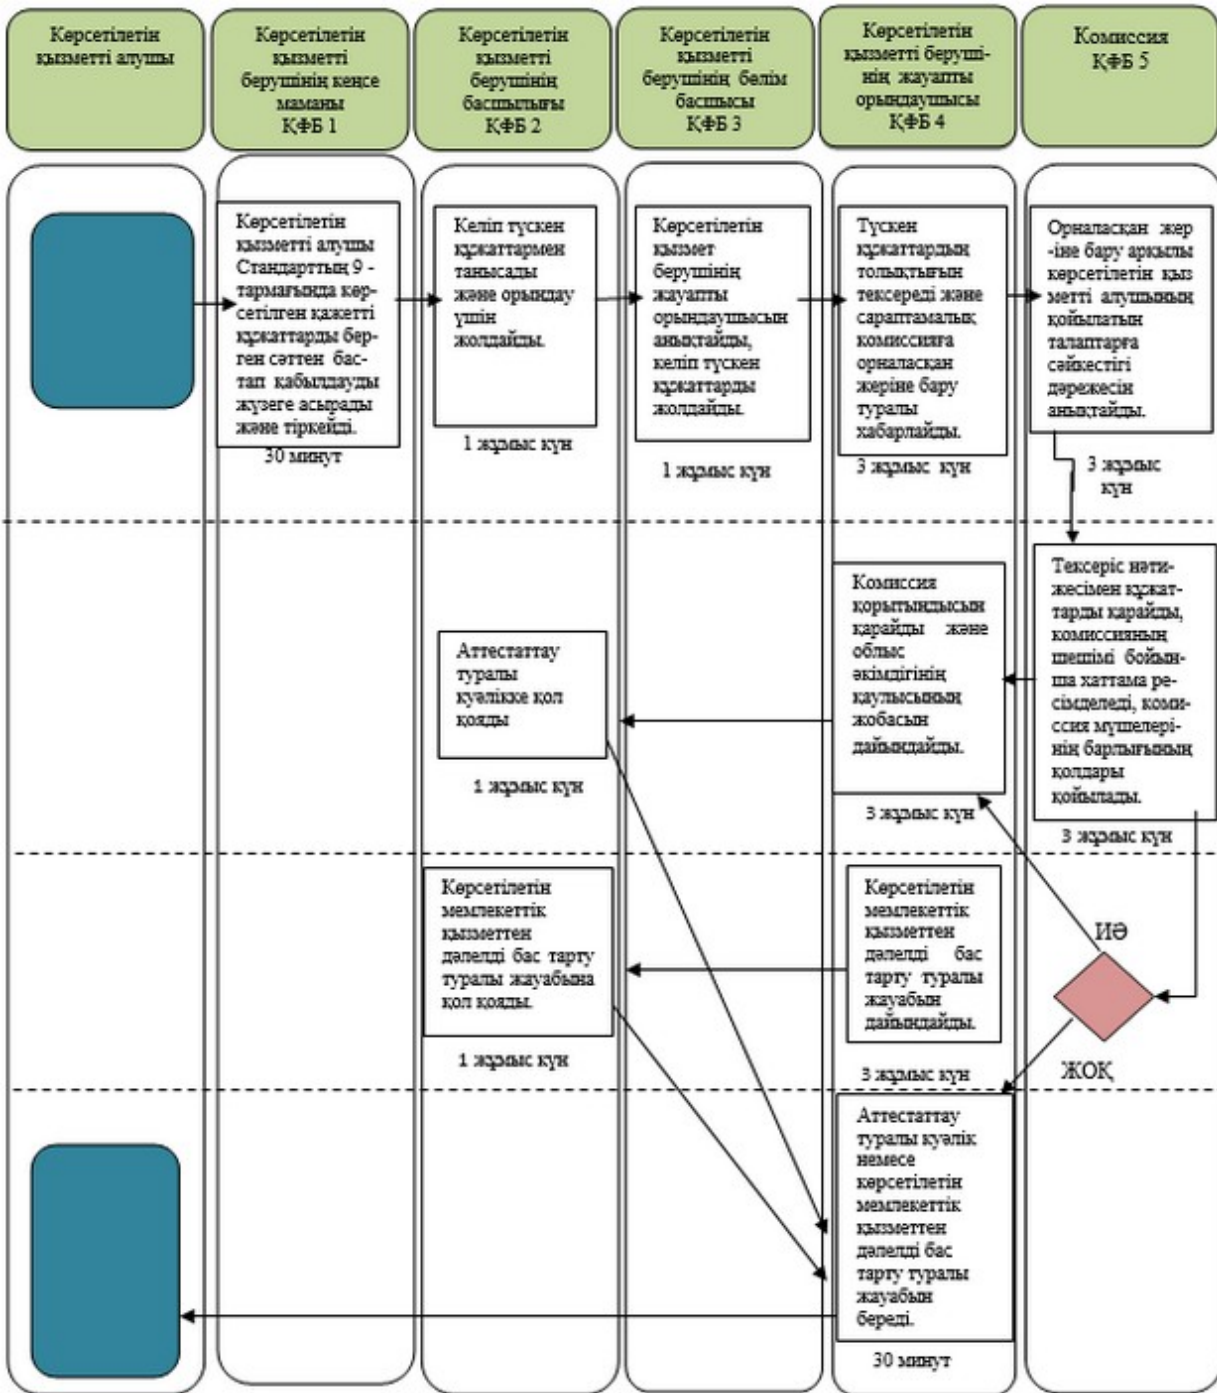 Көрсетілетін
қызметті алушы
Көрсетілетін
қызметті
берушінің кеңсе
маманы
ҚФБ 1
Көрсетілетін
қызметті
берушінің
басшылығы
ҚФБ 2
Көрсетілетін
қызметті
берушінің бөлім
басшысы
ҚФБ 3
Көрсетілетін
қызметті беруші-
нің жауапты
орындаушысы
ҚФБ 4
Комиссия
ҚФБ 5
Көрсетілетін
қызметті алушы
Стандарттың 9 -
тармағында көр-
сетілген қажетті
құжаттарды бер-
ген сәттен бас-
тап қабылдауды
жүзеге асырады
және тіркейді.
30 минут
Келіп түскен
құжаттармен
танысады
және орындау
үшін
жолдайды.
1 жұмыс күн
Көрсетілетін
қызмет
берушінің
жауапты
орындаушысын
анықтайды,
келіп түскен
құжаттарды
жолдайды.
1 жұмыс күн
Түскен
құжаттардың
толықтығын
тексереді және
сараптамалық
комиссияға
орналасқан
жеріне бару
туралы
хабарлайды.
3 жұмыс күн
Орналасқан жер
-іне бару арқылы
көрсетілетін қыз
метті алушының
қойылатын
талаптарға
сәйкестігі
дәрежесін
анықтайды.
3 жұмыс
күн
Аттестаттау
туралы
куәлікке қол
қояды
1 жұмыс күн
Комиссия
қорытындысын
қарайды және
облыс
әкімдігінің
қаулысының
жобасын
дайындайды.
3 жұмыс күн
Тексеріс нәти-
жесімен құжат-
тарды қарайды,
комиссияның
шешімі бойын-
ша хаттама ре-
сімделеді, коми-
ссия мүшелері-
нің барлығының
қолдары
қойылады.
3 жұмыс күн
Көрсетілетін
мемлекеттік
қызметтен
дәлелді бас тарту
туралы жауабына
қол қояды.
1 жұмыс күн
Көрсетілетін
мемлекеттік
қызметтен
дәлелді бас
тарту туралы
жауабын
дайындайды.
3 жұмыс күн
ИӘ
ЖОҚ
Аттестаттау
туралы куәлік
немесе
көрсетілетін
мемлекеттік
қызметтен
дәлелді бас
тарту туралы
жауабын
береді.
30 минут